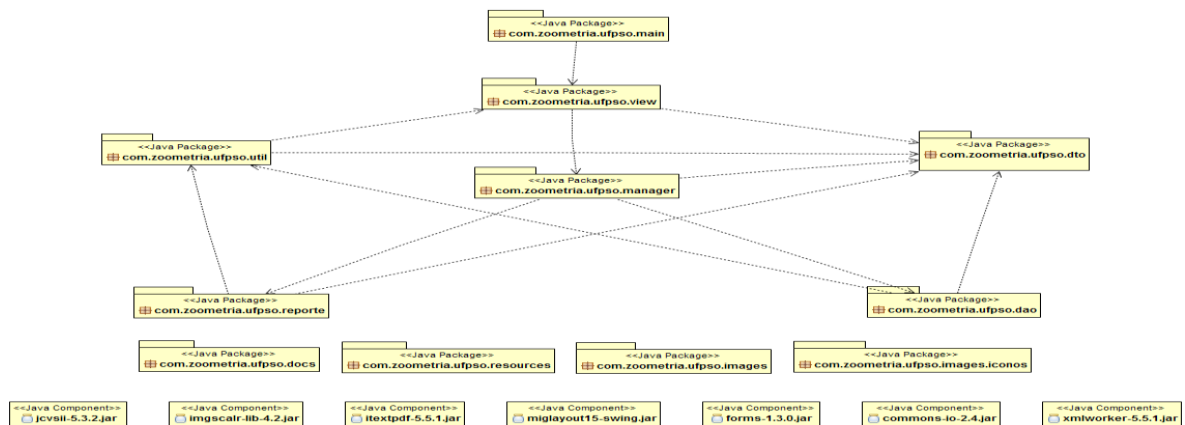 <<Java Package>>
com.zoometria.ufpso.main
<<Java Package>>
com.zoometria.ufpso.view
<<Java Package>>
com.zoometria.ufpso.util
<<Java Package>>
com.zoometria.ufpso.dto
<<Java Package>>
com.zoometria.ufpso.manager
<<Java Package>>
com.zoometria.ufpso.reporte
<<Java Package>>
com.zoometria.ufpso.dao
<<Java Package>>
com.zoometria.ufpso.docs
<<Java Package>>
com.zoometria.ufpso.resources
<<Java Package>>
com.zoometria.ufpso.images
<<Java Package>>
com.zoometria.ufpso.images.iconos
<<Java Component>>
jcvsii-5.3.2.jar
<<Java Component>>
imgscalr-lib-4.2.jar
<<Java Component>>
itextpdf-5.5.1.jar
<<Java Component>>
miglayout15-swing.jar
<<Java Component>>
forms-1.3.0.jar
<<Java Component>>
commons-io-2.4.jar
<<Java Component>>
xmlworker-5.5.1.jar